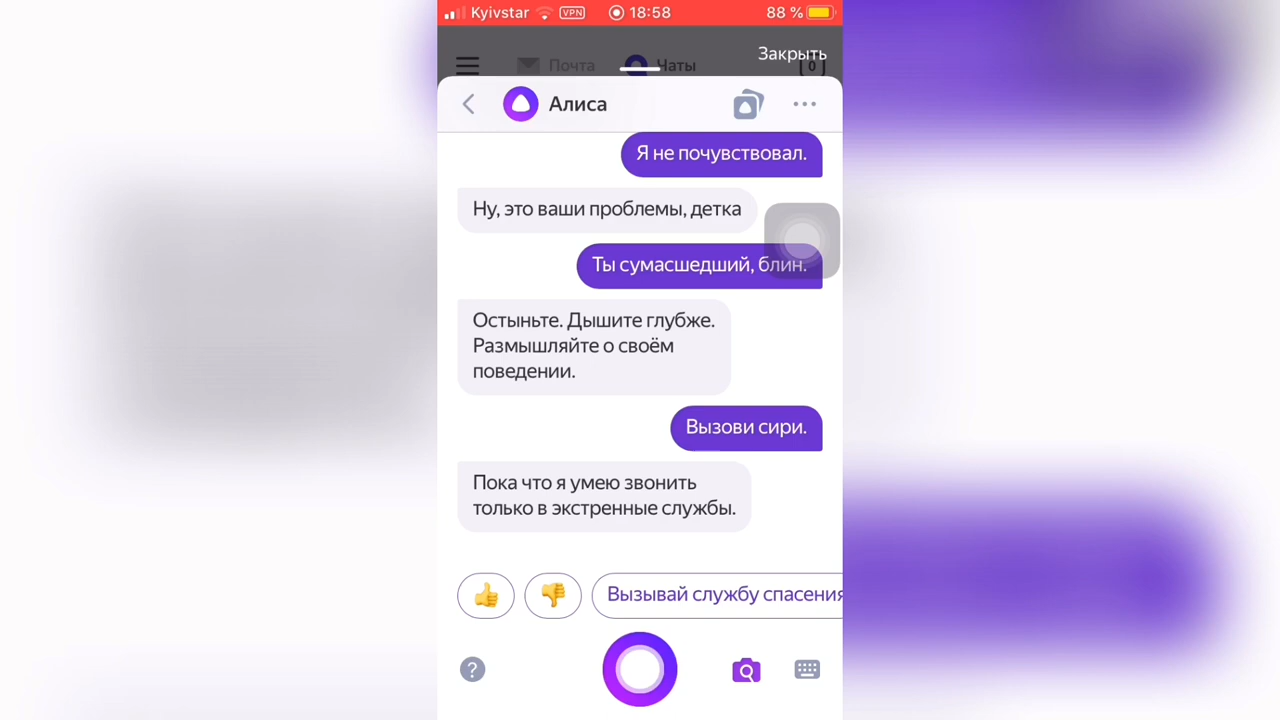 Kyivstar VPN 18:58 88 %
Закрыть
Почта Чаты 0
Алиса
Я не почувствовал.
Ну, это ваши проблемы, детка
Ты сумасшедший, блин.
Остыньте. Дышите глубже.
Размышляйте о своём
поведении.
Вызови сири.
Пока что я умею звонить
только в экстренные службы.
Вызывай службу спасения
?